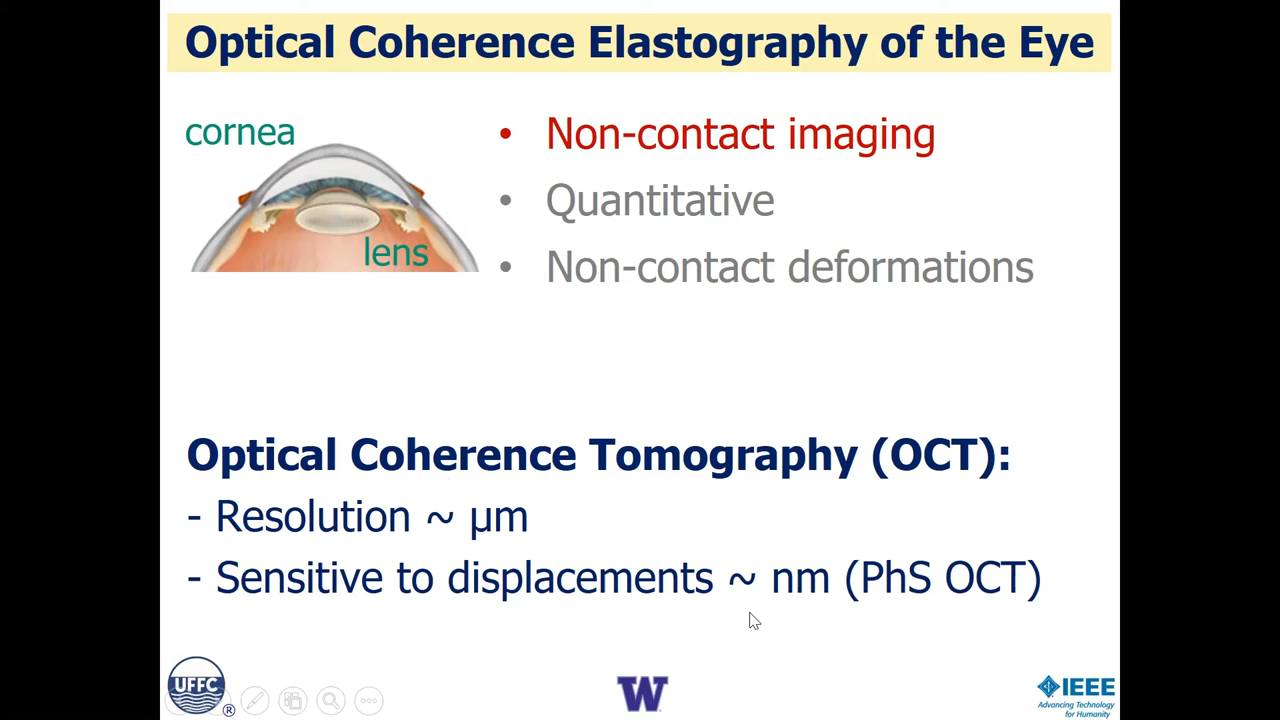 Optical Coherence Elastography of the Eye
cornea
lens
• Non-contact imaging
• Quantitative
• Non-contact deformations
Optical Coherence Tomography (OCT):
- Resolution ~ µm
- Sensitive to displacements ~ nm (PhS OCT)
UFFC ®
W
IEEE
Advancing Technology
for Humanity